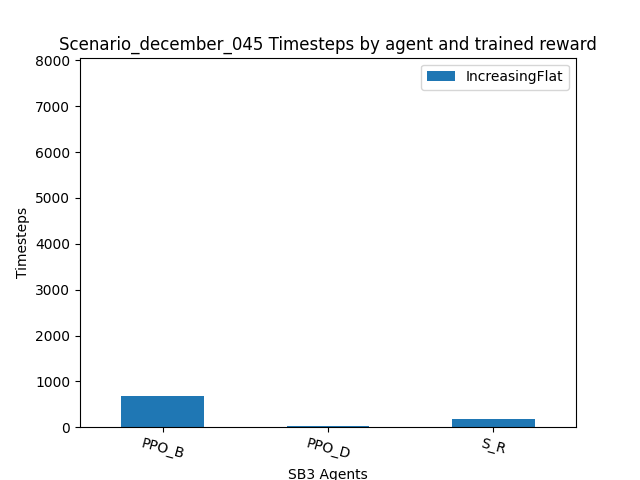 Scenario_december_045 Timesteps by agent and trained reward
IncreasingFlat
8000
7000
6000
5000
4000
3000
2000
1000
0
Timesteps
PPO_B
PPO_D
S_R
SB3 Agents